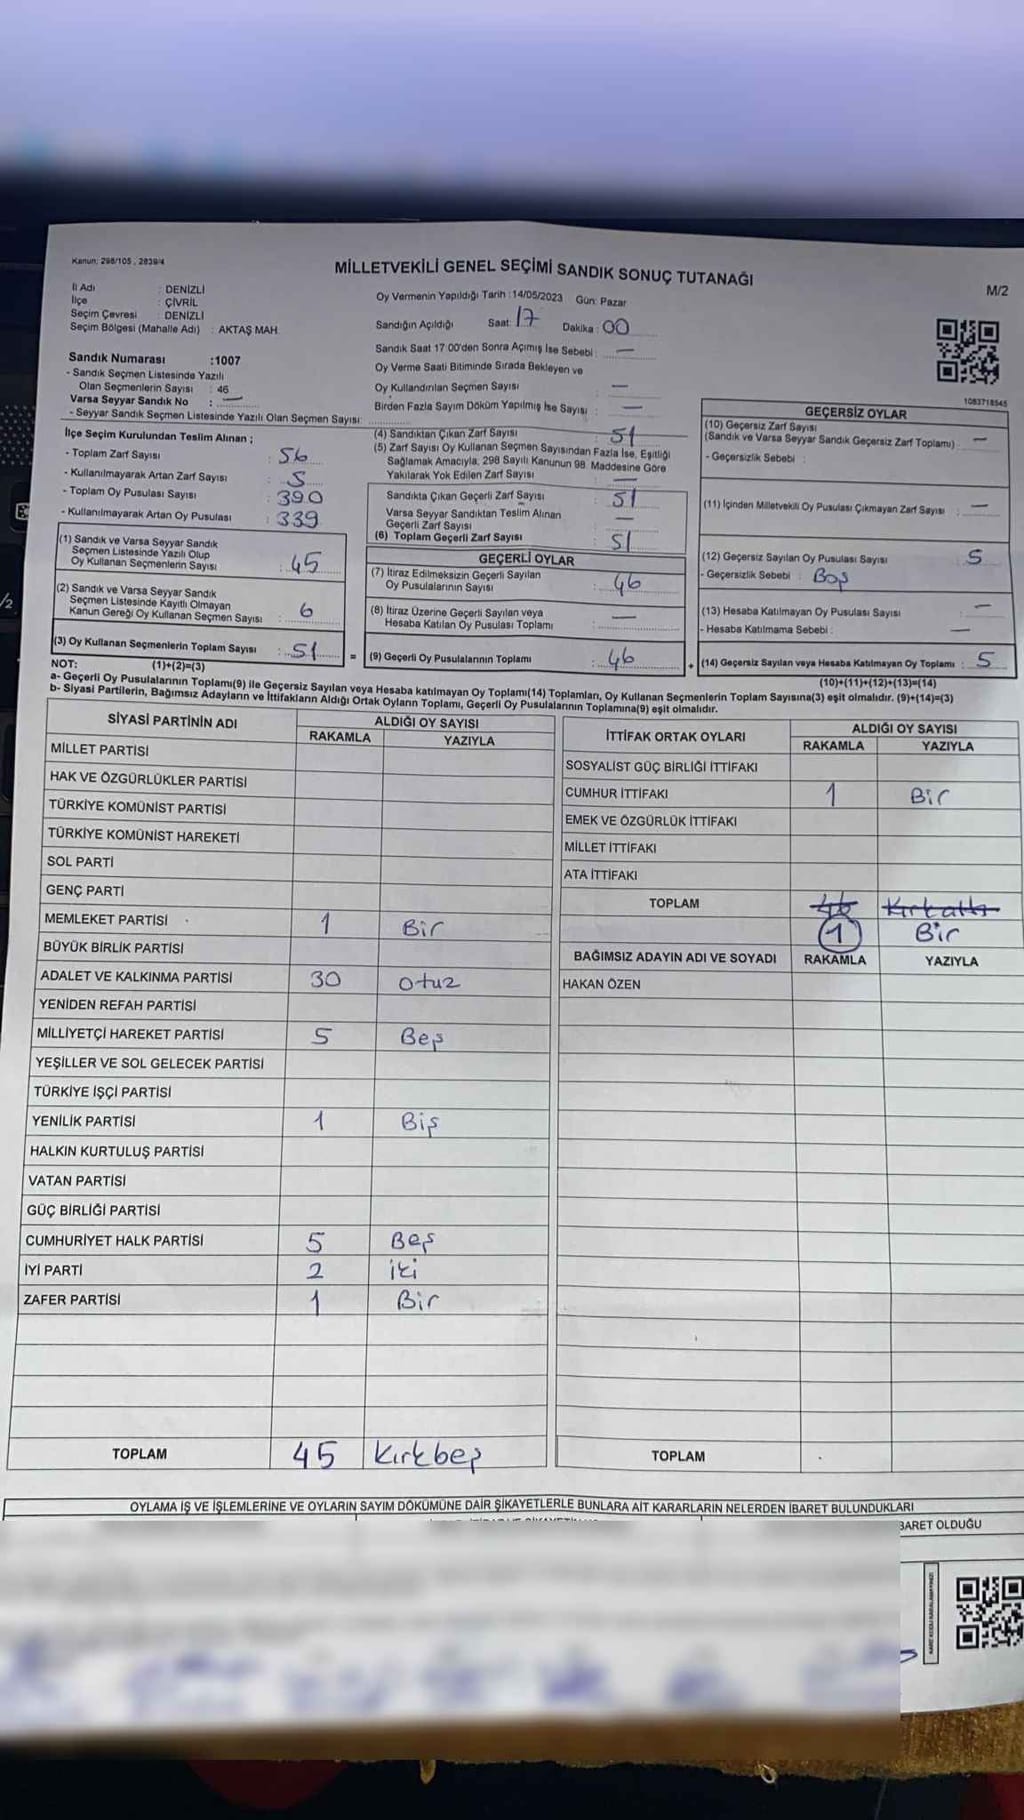 Kanun: 298/105 , 2839/4
MİLLETVEKİLİ GENEL SEÇİMİ SANDIK SONUÇ TUTANAĞI
M/2
İl Adı : DENİZLİ
İlçe : ÇİVRİL
Seçim Çevresi : DENİZLİ
Seçim Bölgesi (Mahalle Adı) : AKTAŞ MAH.
Oy Vermenin Yapıldığı Tarih :14/05/2023 Gün: Pazar
Sandığın Açıldığı Saat: 17 Dakika : 00
Sandık Saat 17:00'den Sonra Açımış İse Sebebi : —
Oy Verme Saati Bitiminde Sırada Bekleyen ve
Oy Kullandırılan Seçmen Sayısı : —
Birden Fazla Sayım Döküm Yapılmış İse Sayısı : —
Sandık Numarası :1007
- Sandık Seçmen Listesinde Yazılı
Olan Seçmenlerin Sayısı : 46
Varsa Seyyar Sandık No : —
- Seyyar Sandık Seçmen Listesinde Yazılı Olan Seçmen Sayısı:
1083718545
İlçe Seçim Kurulundan Teslim Alınan ;
- Toplam Zarf Sayısı : 56
- Kullanılmayarak Artan Zarf Sayısı : 5
- Toplam Oy Pusulası Sayısı : 390
- Kullanılmayarak Artan Oy Pusulası : 339
(1) Sandık ve Varsa Seyyar Sandık
Seçmen Listesinde Yazılı Olup
Oy Kullanan Seçmenlerin Sayısı : 45
(2) Sandık ve Varsa Seyyar Sandık
Seçmen Listesinde Kayıtlı Olmayan
Kanun Gereği Oy Kullanan Seçmen Sayısı : 6
(3) Oy Kullanan Seçmenlerin Toplam Sayısı : 51
(4) Sandıktan Çıkan Zarf Sayısı : 51
(5) Zarf Sayısı Oy Kullanan Seçmen Sayısından Fazla İse, Eşitliği
Sağlamak Amacıyla, 298 Sayılı Kanunun 98. Maddesine Göre
Yakılarak Yok Edilen Zarf Sayısı : —
Sandıkta Çıkan Geçerli Zarf Sayısı : 51
Varsa Seyyar Sandıktan Teslim Alınan
Geçerli Zarf Sayısı : —
(6) Toplam Geçerli Zarf Sayısı : 51
GEÇERLİ OYLAR
(7) İtiraz Edilmeksizin Geçerli Sayılan
Oy Pusulalarının Sayısı : 46
(8) İtiraz Üzerine Geçerli Sayılan veya
Hesaba Katılan Oy Pusulası Toplamı : —
= (9) Geçerli Oy Pusulalarının Toplamı : 46
GEÇERSİZ OYLAR
(10) Geçersiz Zarf Sayısı
(Sandık ve Varsa Seyyar Sandık Geçersiz Zarf Toplamı) : —
- Geçersizlik Sebebi :
(11) İçinden Milletvekili Oy Pusulası Çıkmayan Zarf Sayısı : —
(12) Geçersiz Sayılan Oy Pusulası Sayısı : 5
- Geçersizlik Sebebi : Boş
(13) Hesaba Katılmayan Oy Pusulası Sayısı : —
- Hesaba Katılmama Sebebi : —
+ (14) Geçersiz Sayılan veya Hesaba Katılmayan Oy Toplamı : 5
NOT: (1)+(2)=(3)
(10)+(11)+(12)+(13)=(14)
a- Geçerli Oy Pusulalarının Toplamı(9) ile Geçersiz Sayılan veya Hesaba katılmayan Oy Toplamı(14) Toplamları, Oy Kullanan Seçmenlerin Toplam Sayısına(3) eşit olmalıdır. (9)+(14)=(3)
b- Siyasi Partilerin, Bağımsız Adayların ve İttifakların Aldığı Ortak Oyların Toplamı, Geçerli Oy Pusulalarının Toplamına(9) eşit olmalıdır.
SİYASİ PARTİNİN ADI ALDIĞI OY SAYISI
RAKAMLA YAZIYLA
MİLLET PARTİSİ
HAK VE ÖZGÜRLÜKLER PARTİSİ
TÜRKİYE KOMÜNİST PARTİSİ
TÜRKİYE KOMÜNİST HAREKETİ
SOL PARTİ
GENÇ PARTİ
MEMLEKET PARTİSİ 1 Bir
BÜYÜK BİRLİK PARTİSİ
ADALET VE KALKINMA PARTİSİ 30 otuz
YENİDEN REFAH PARTİSİ
MİLLİYETÇİ HAREKET PARTİSİ 5 Beş
YEŞİLLER VE SOL GELECEK PARTİSİ
TÜRKİYE İŞÇİ PARTİSİ
YENİLİK PARTİSİ 1 Biş
HALKIN KURTULUŞ PARTİSİ
VATAN PARTİSİ
GÜÇ BİRLİĞİ PARTİSİ
CUMHURİYET HALK PARTİSİ 5 Beş
İYİ PARTİ 2 iki
ZAFER PARTİSİ 1 Bir
TOPLAM 45 Kırkbeş
İTTİFAK ORTAK OYLARI ALDIĞI OY SAYISI
RAKAMLA YAZIYLA
SOSYALİST GÜÇ BİRLİĞİ İTTİFAKI
CUMHUR İTTİFAKI 1 Bir
EMEK VE ÖZGÜRLÜK İTTİFAKI
MİLLET İTTİFAKI
ATA İTTİFAKI
TOPLAM 46 Kırkaltı
1 Bir
BAĞIMSIZ ADAYIN ADI VE SOYADI RAKAMLA YAZIYLA
HAKAN ÖZEN
TOPLAM
OYLAMA İŞ VE İŞLEMLERİNE VE OYLARIN SAYIM DÖKÜMÜNE DAİR ŞİKAYETLERLE BUNLARA AİT KARARLARIN NELERDEN İBARET BULUNDUKLARI
BARET OLDUĞU